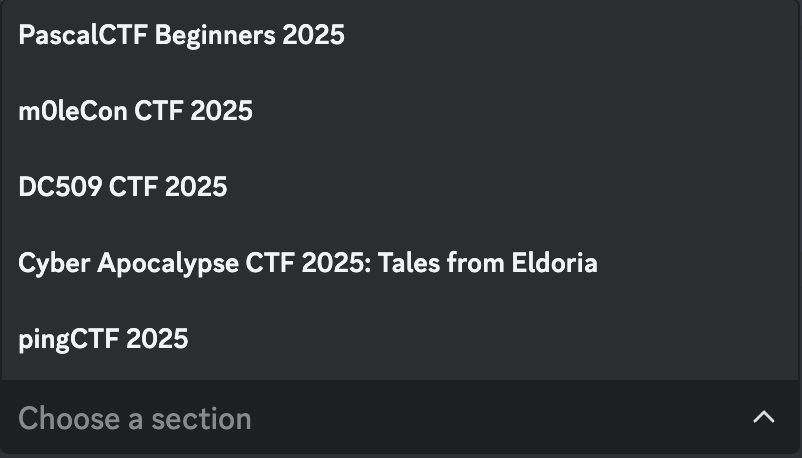 PascalCTF Beginners 2025
m0leCon CTF 2025
DC509 CTF 2025
Cyber Apocalypse CTF 2025: Tales from Eldoria
pingCTF 2025
Choose a section